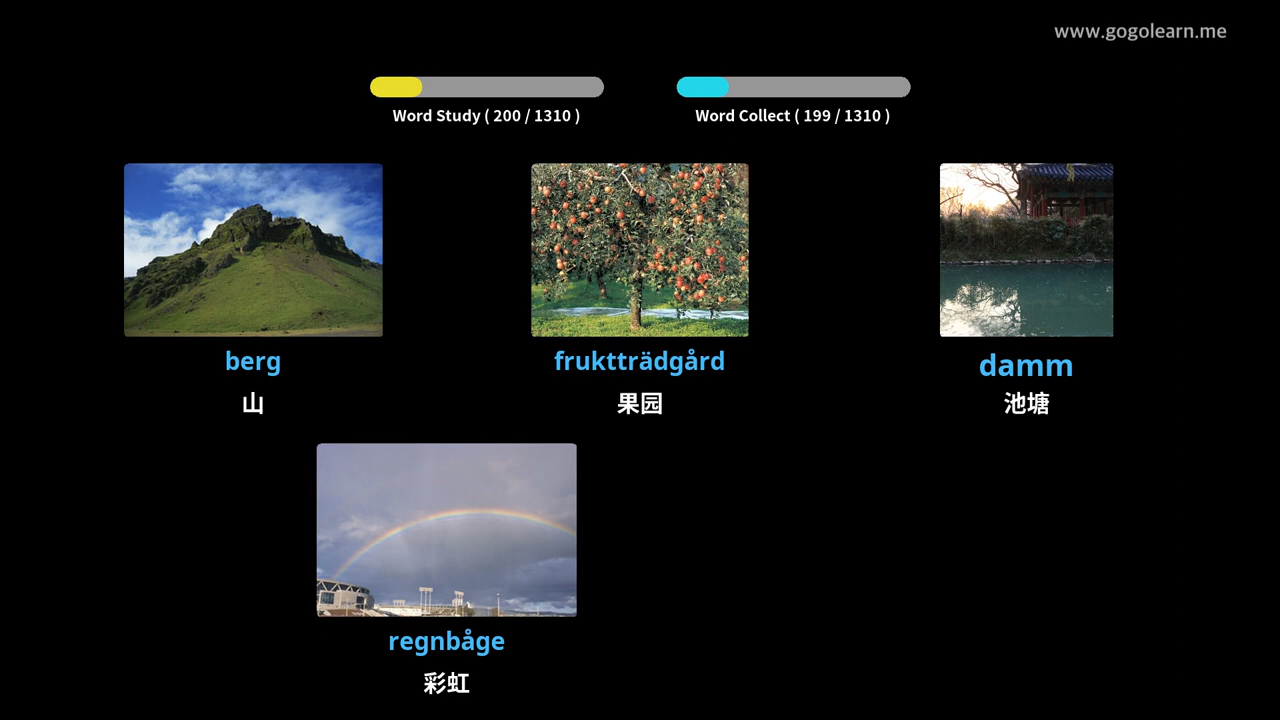 www.gogolearn.me
Word Study ( 200 / 1310 )
Word Collect ( 199 / 1310 )
berg
山
fruktträdgård
果园
damm
池塘
regnbåge
彩虹